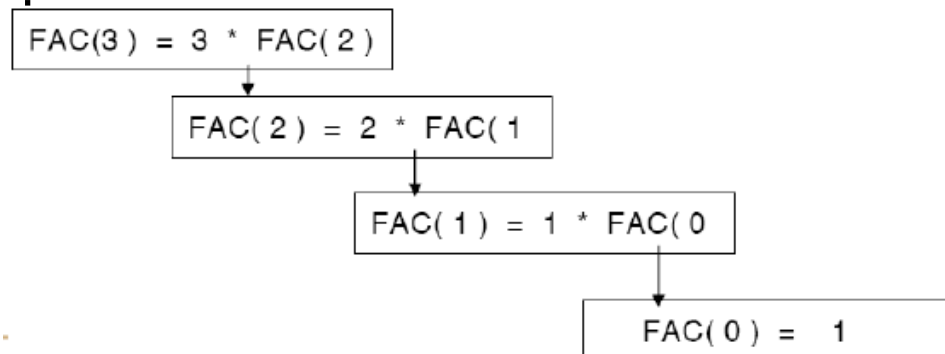 FAC(3) = 3 * FAC(2)
FAC(2) = 2 * FAC(1
FAC(1) = 1 * FAC(0
FAC(0) = 1